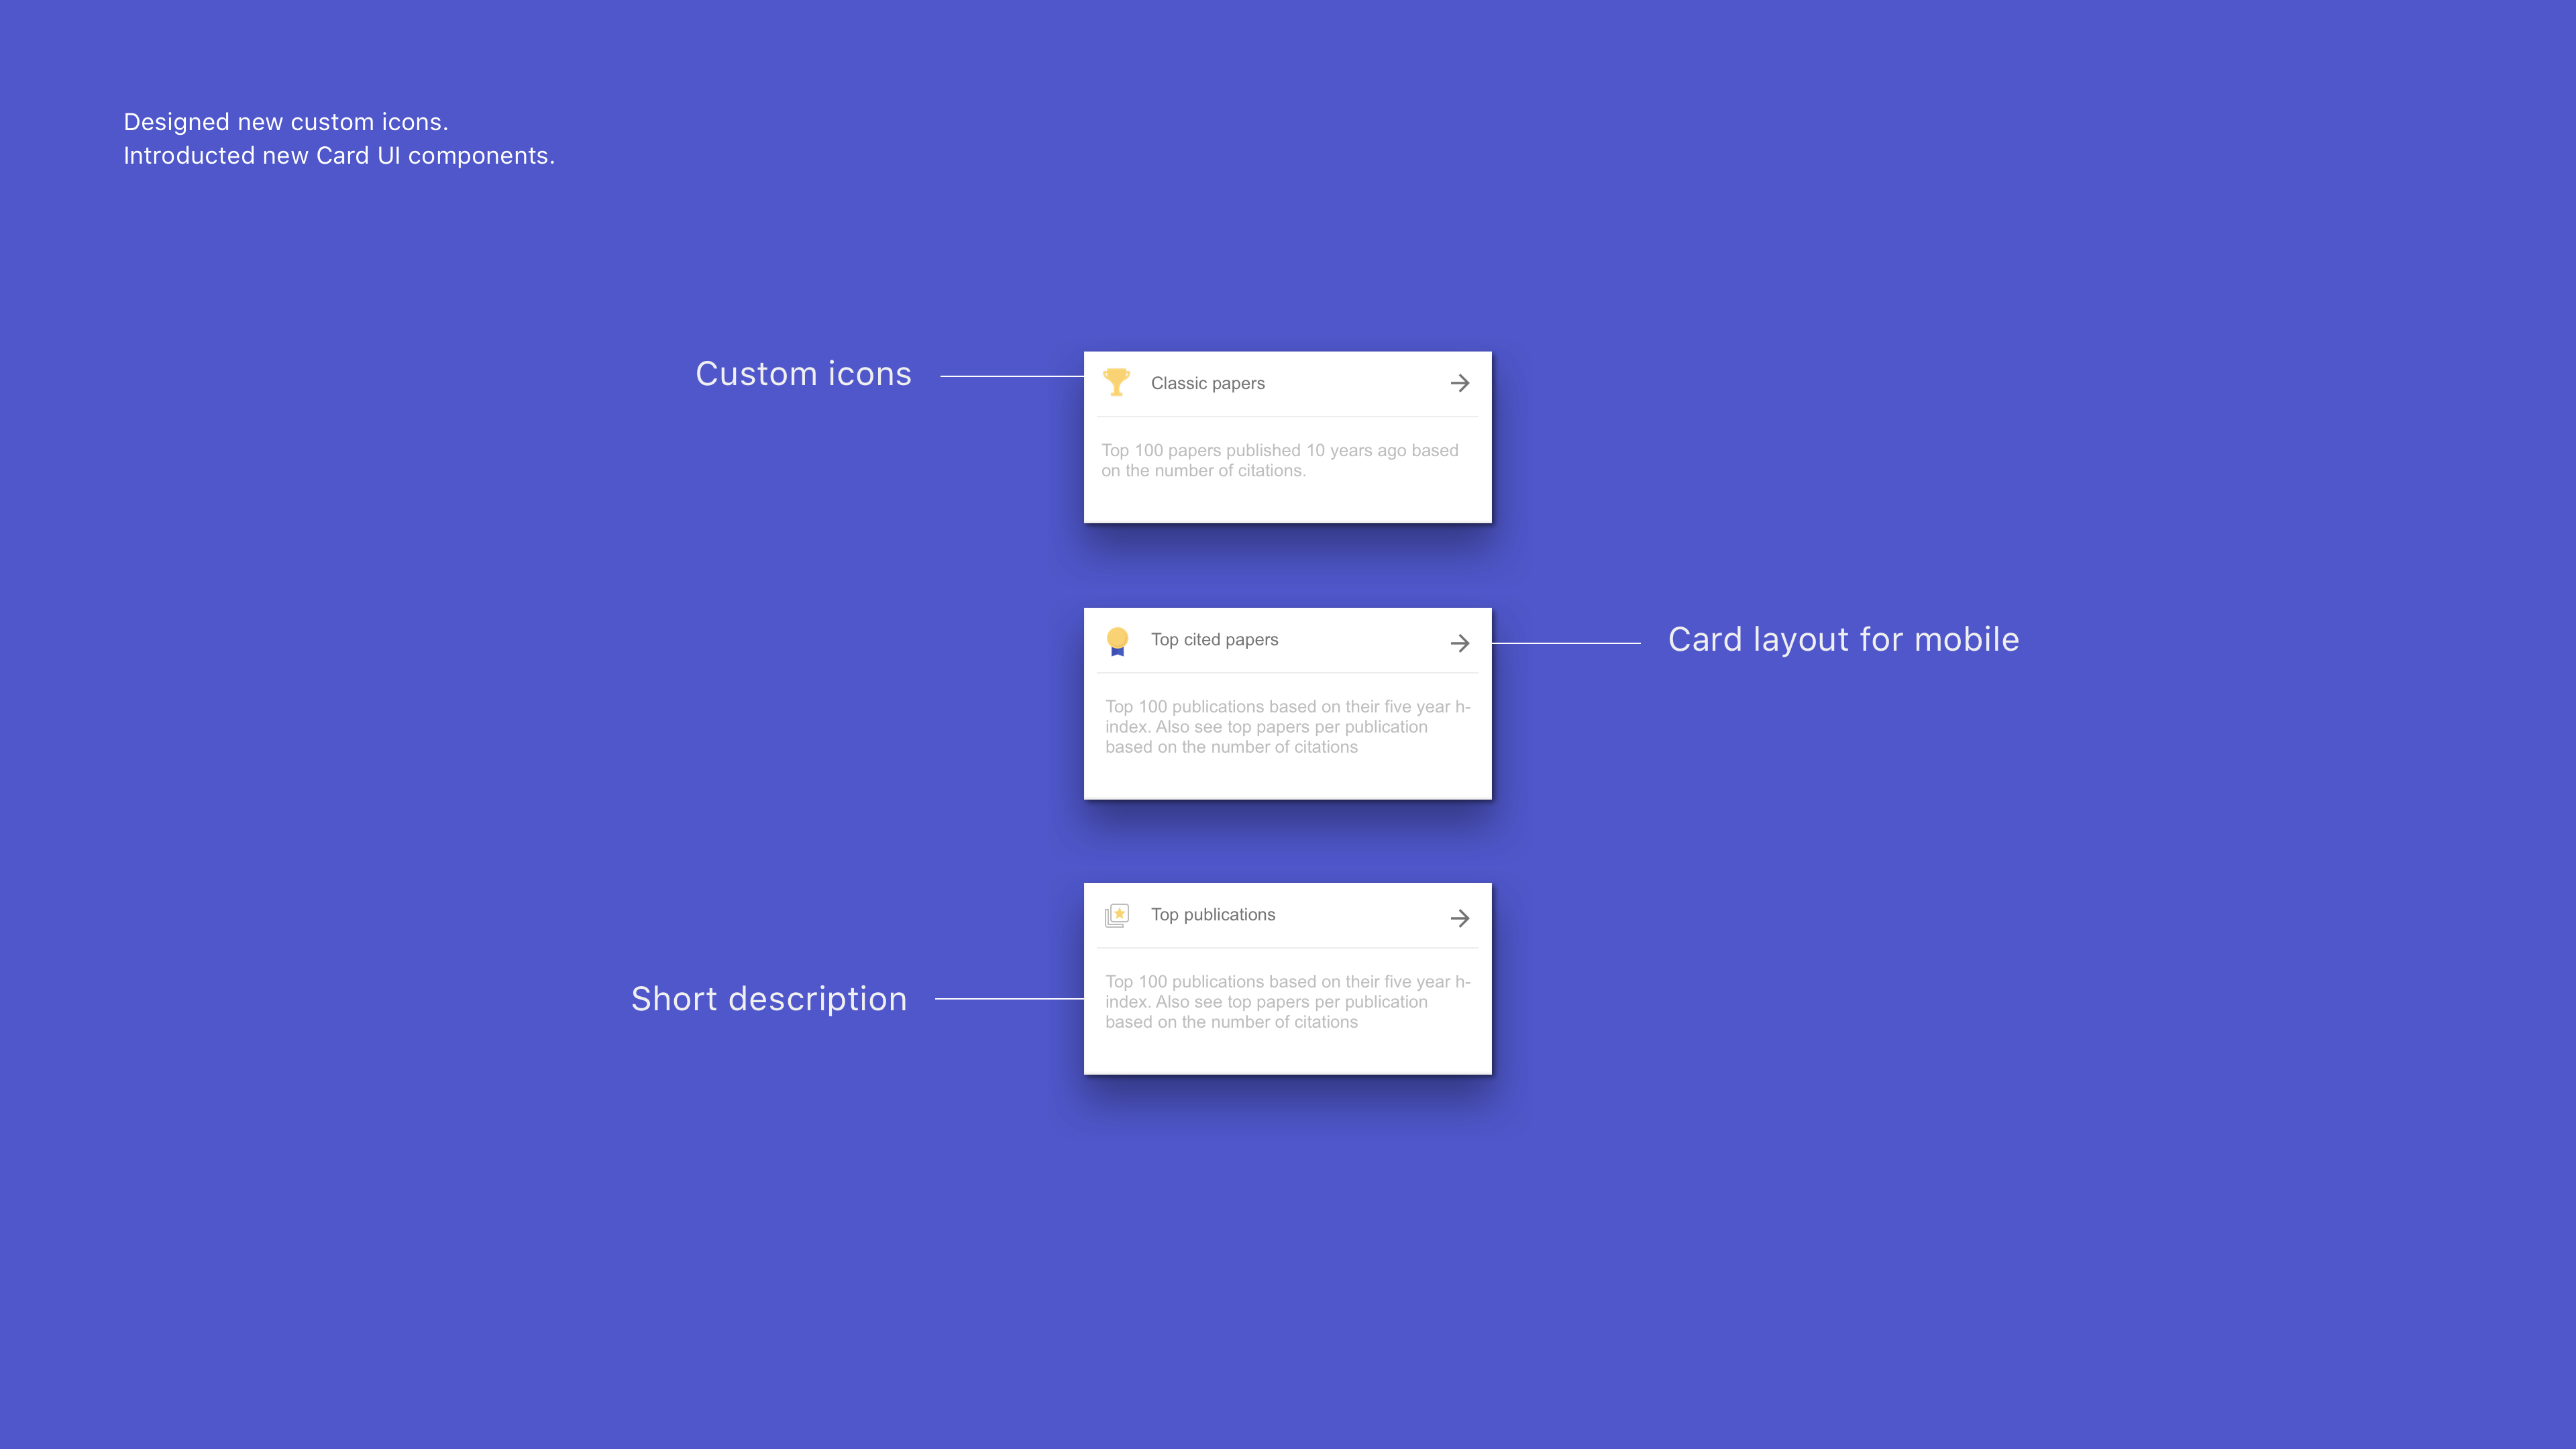 Designed new custom icons.
Introducted new Card UI components.
Custom icons
Classic papers
Top 100 papers published 10 years ago based
on the number of citations.
Top cited papers
Card layout for mobile
Top 100 publications based on their five year h-
index. Also see top papers per publication
based on the number of citations
Top publications
Short description
Top 100 publications based on their five year h-
index. Also see top papers per publication
based on the number of citations